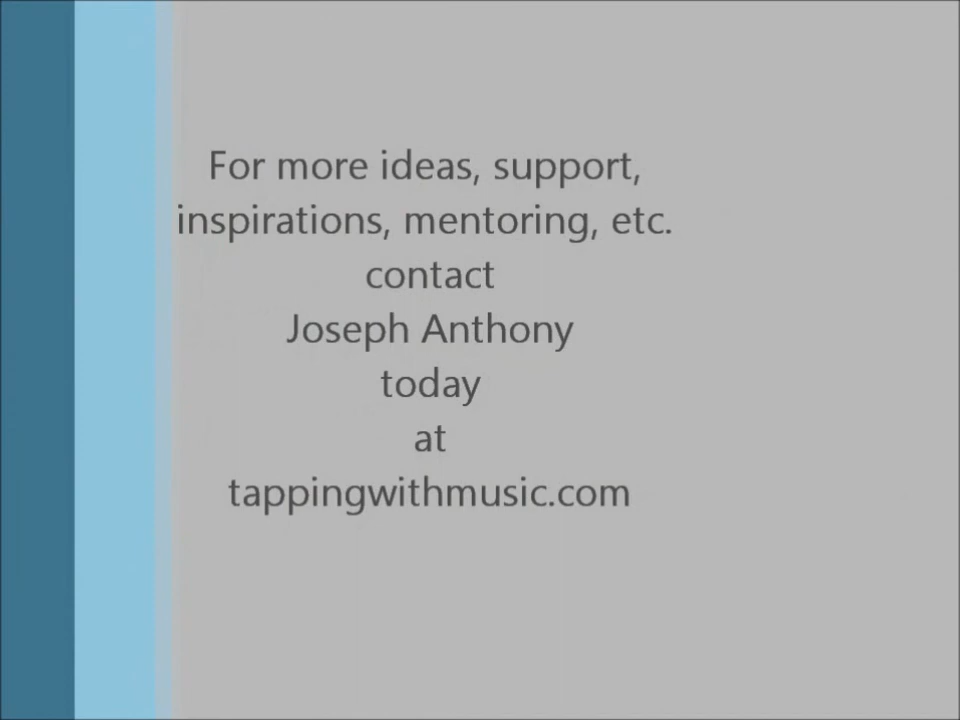 For more ideas, support,
inspirations, mentoring, etc.
contact
Joseph Anthony
today
at
tappingwithmusic.com